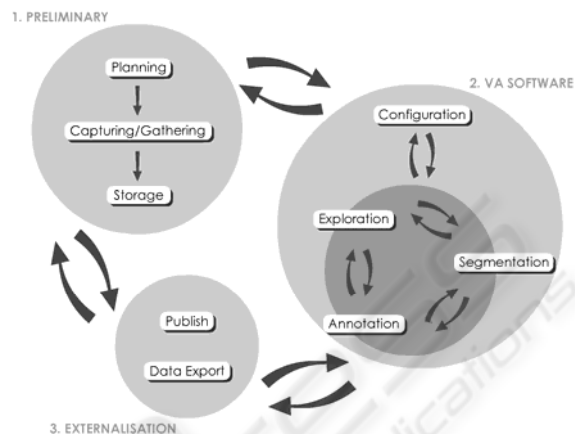 1. PRELIMINARY
Planning
Capturing/Gathering
Storage
2. VA SOFTWARE
Configuration
Exploration
Segmentation
Annotation
Publish
Data Export
3. EXTERNALISATION